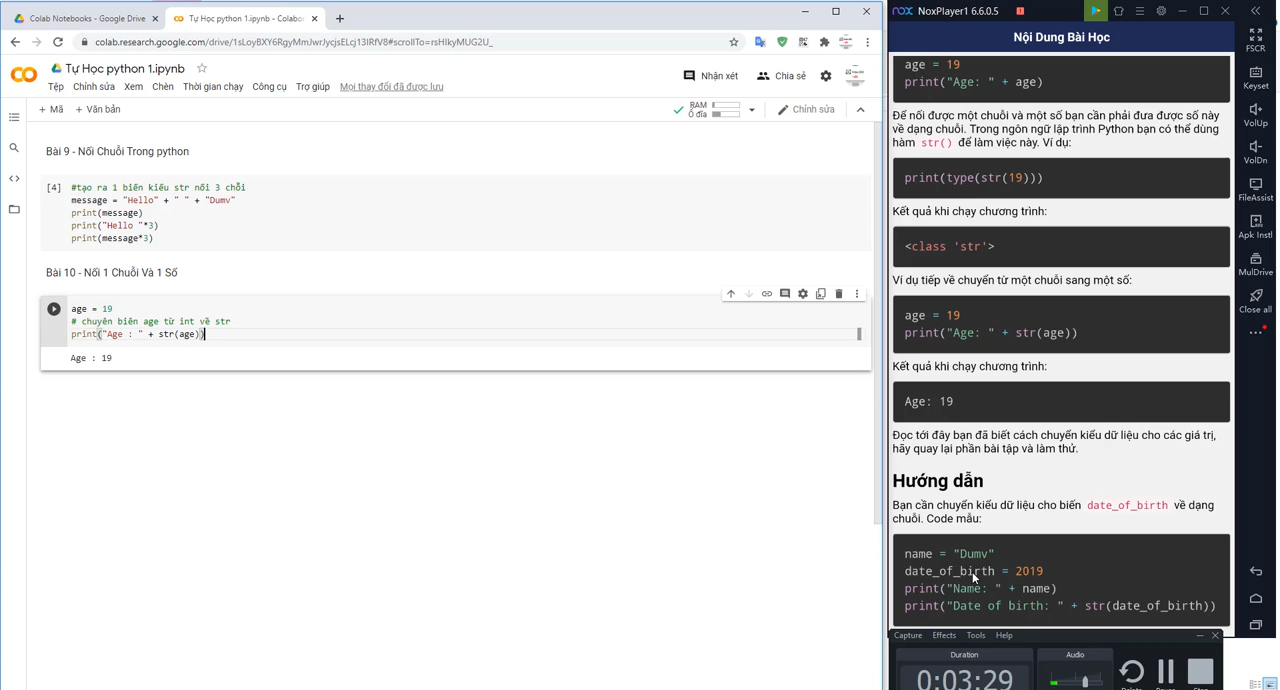 Colab Notebooks - Google Drive
Tự Học python 1.ipynb - Colabo
colab.research.google.com/drive/1sLoyBXY6RgyMmJwrJycjsELcj13IRfV8#scrollTo=rsHIkyMUG2U_
Tự Học python 1.ipynb
Tệp Chỉnh sửa Xem Thời gian chạy Công cụ Trợ giúp Mọi thay đổi đã được lưu
Nhận xét
Chia sẻ
+ Mã + Văn bản
RAM
Ổ đĩa
Chỉnh sửa
Bài 9 - Nối Chuỗi Trong python
[4] #tạo ra 1 biến kiểu str nối 3 chỗi
message = "Hello" + " " + "Dumv"
print(message)
print("Hello "*3)
print(message*3)
Bài 10 - Nối 1 Chuỗi Và 1 Số
age = 19
# chuyên biên age từ int về str
print("Age : " + str(age))
Age : 19
nox NoxPlayer1 6.6.0.5
Nội Dung Bài Học
age = 19
print("Age: " + age)
Để nối được một chuỗi và một số bạn cần phải đưa được số này
về dạng chuỗi. Trong ngôn ngữ lập trình Python bạn có thể dùng
hàm str() để làm việc này. Ví dụ:
print(type(str(19)))
Kết quả khi chạy chương trình:
<class 'str'>
Ví dụ tiếp về chuyển từ một chuỗi sang một số:
age = 19
print("Age: " + str(age))
Kết quả khi chạy chương trình:
Age: 19
Đọc tới đây bạn đã biết cách chuyển kiểu dữ liệu cho các giá trị,
hãy quay lại phần bài tập và làm thử.
Hướng dẫn
Bạn cần chuyển kiểu dữ liệu cho biến date_of_birth về dạng
chuỗi. Code mẫu:
name = "Dumv"
date_of_birth = 2019
print("Name: " + name)
print("Date of birth: " + str(date_of_birth))
FSCR
Keyset
VolUp
VolDn
FileAssist
Apk Instl
MulDrive
Close all
Capture Effects Tools Help
Duration
0:03:29
Audio